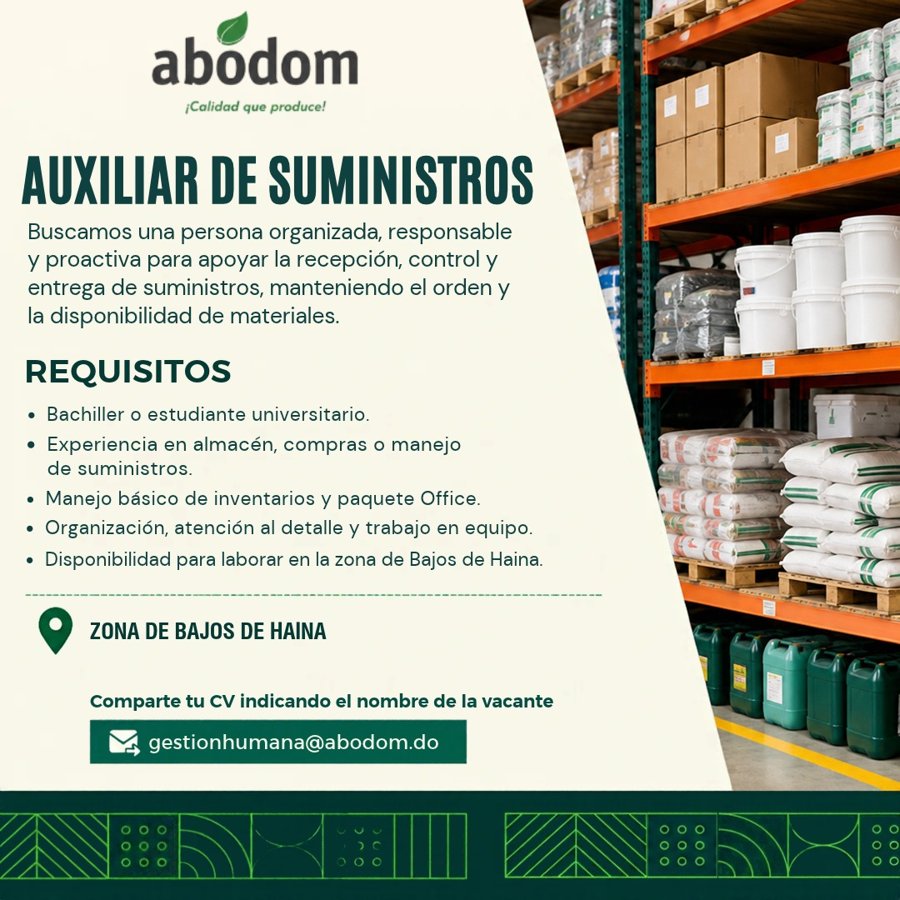 abodom
¡Calidad que produce!
AUXILIAR DE SUMINISTROS
Buscamos una persona organizada, responsable
y proactiva para apoyar la recepción, control y
entrega de suministros, manteniendo el orden y
la disponibilidad de materiales.
REQUISITOS
• Bachiller o estudiante universitario.
• Experiencia en almacén, compras o manejo
de suministros.
• Manejo básico de inventarios y paquete Office.
• Organización, atención al detalle y trabajo en equipo.
• Disponibilidad para laborar en la zona de Bajos de Haina.
ZONA DE BAJOS DE HAINA
Comparte tu CV indicando el nombre de la vacante
gestionhumana@abodom.do